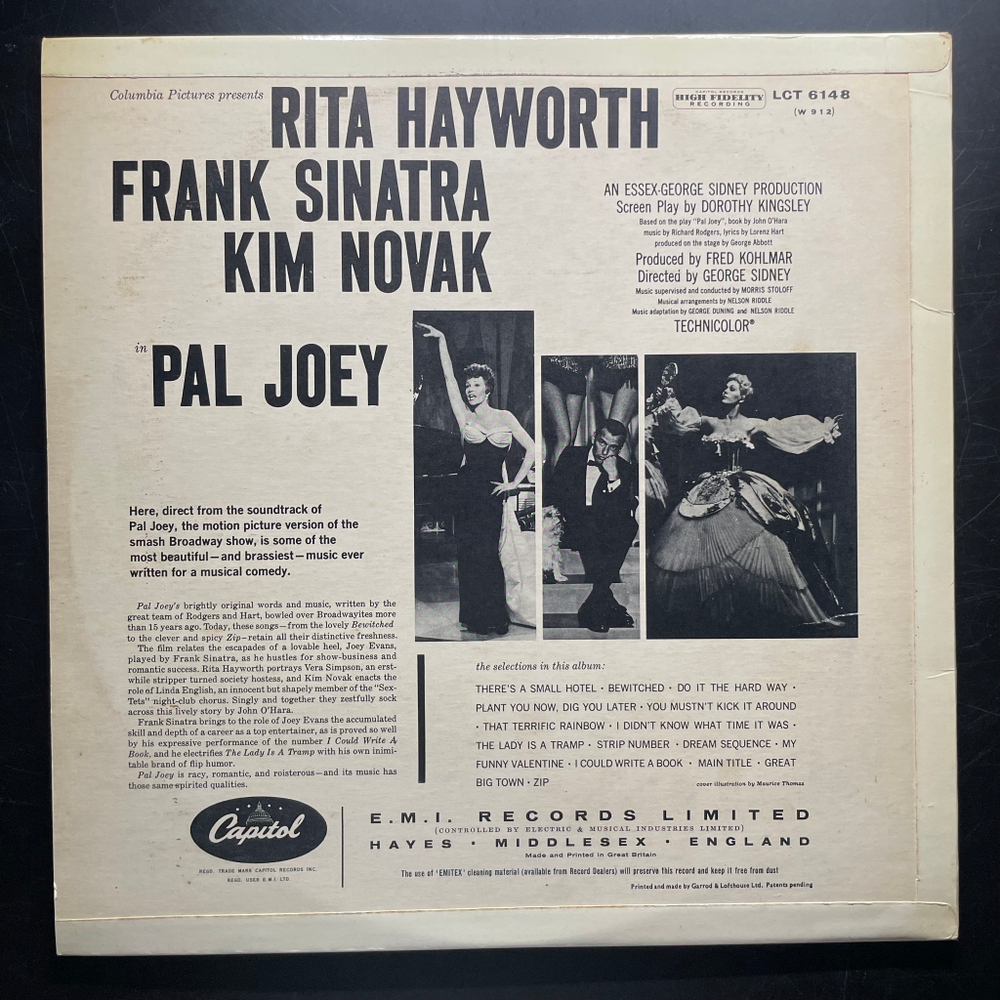 Columbia Pictures presents RITA HAYWORTH
CAPITOL RECORDS
HIGH FIDELITY
RECORDING
LCT 6148
(W 912)
FRANK SINATRA
KIM NOVAK
in PAL JOEY
AN ESSEX-GEORGE SIDNEY PRODUCTION
Screen Play by DOROTHY KINGSLEY
Based on the play "Pal Joey", book by John O'Hara
music by Richard Rodgers, lyrics by Lorenz Hart
produced on the stage by George Abbott
Produced by FRED KOHLMAR
Directed by GEORGE SIDNEY
Music supervised and conducted by MORRIS STOLOFF
Musical arrangements by NELSON RIDDLE
Music adaptation by GEORGE DUNING and NELSON RIDDLE
TECHNICOLOR®
Here, direct from the soundtrack of
Pal Joey, the motion picture version of the
smash Broadway show, is some of the
most beautiful—and brassiest—music ever
written for a musical comedy.
Pal Joey's brightly original words and music, written by the
great team of Rodgers and Hart, bowled over Broadwayites more
than 15 years ago. Today, these songs—from the lovely Bewitched
to the clever and spicy Zip—retain all their distinctive freshness.
The film relates the escapades of a lovable heel, Joey Evans,
played by Frank Sinatra, as he hustles for show-business and
romantic success. Rita Hayworth portrays Vera Simpson, an erst-
while stripper turned society hostess, and Kim Novak enacts the
role of Linda English, an innocent but shapely member of the "Sex-
Tets" night-club chorus. Singly and together they zestfully sock
across this lively story by John O'Hara.
Frank Sinatra brings to the role of Joey Evans the accumulated
skill and depth of a career as a top entertainer, as is proved so well
by his expressive performance of the number I Could Write A
Book, and he electrifies The Lady Is A Tramp with his own inimi-
table brand of flip humor.
Pal Joey is racy, romantic, and roisterous—and its music has
those same-spirited qualities.
the selections in this album:
THERE'S A SMALL HOTEL · BEWITCHED · DO IT THE HARD WAY ·
PLANT YOU NOW, DIG YOU LATER · YOU MUSTN'T KICK IT AROUND
· THAT TERRIFIC RAINBOW · I DIDN'T KNOW WHAT TIME IT WAS ·
THE LADY IS A TRAMP · STRIP NUMBER · DREAM SEQUENCE · MY
FUNNY VALENTINE · I COULD WRITE A BOOK · MAIN TITLE · GREAT
BIG TOWN · ZIP
cover illustration by Maurice Thomas
Capitol
REGD. TRADE MARK CAPITOL RECORDS INC.
REGD. USER E.M.I. LTD.
E.M.I. RECORDS LIMITED
(CONTROLLED BY ELECTRIC & MUSICAL INDUSTRIES LIMITED)
HAYES · MIDDLESEX · ENGLAND
Made and Printed in Great Britain
The use of 'EMITEX' cleaning material (available from Record Dealers) will preserve this record and keep it free from dust
Printed and made by Garrod & Lofthouse Ltd. Patents pending